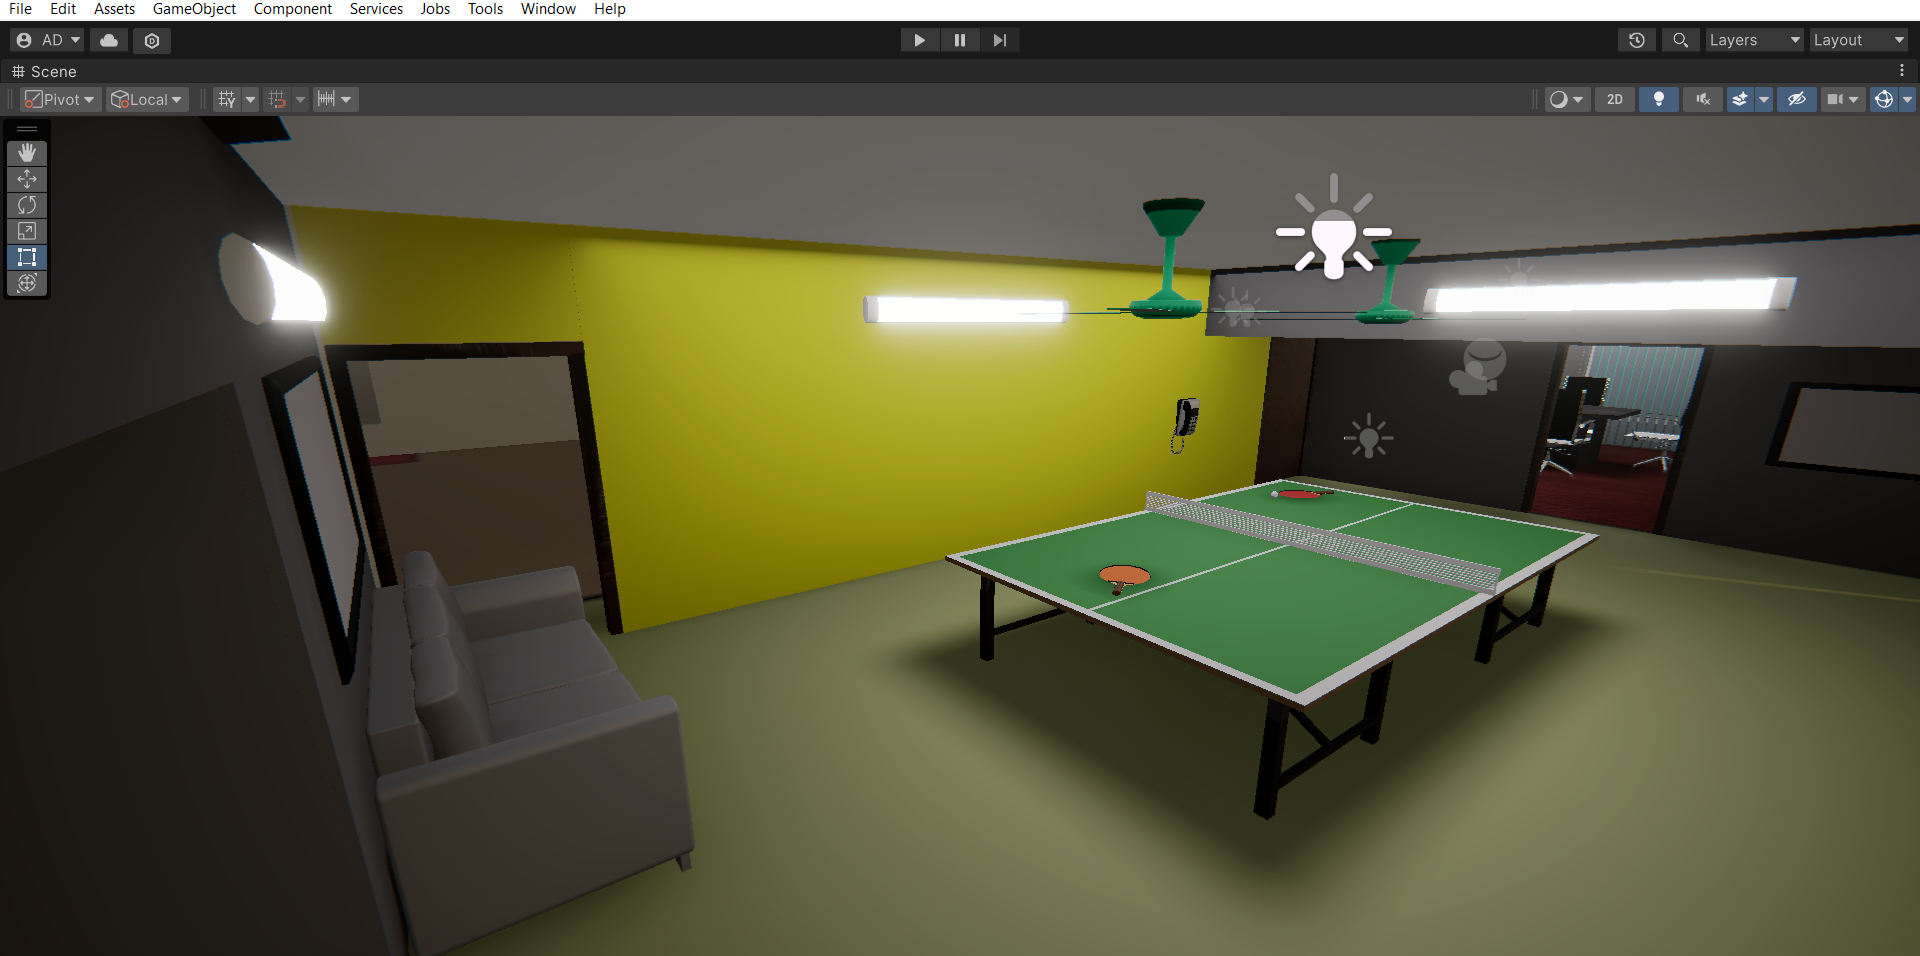 File Edit Assets GameObject Component Services Jobs Tools Window Help
AD Layers Layout
Scene
Pivot Local 2D